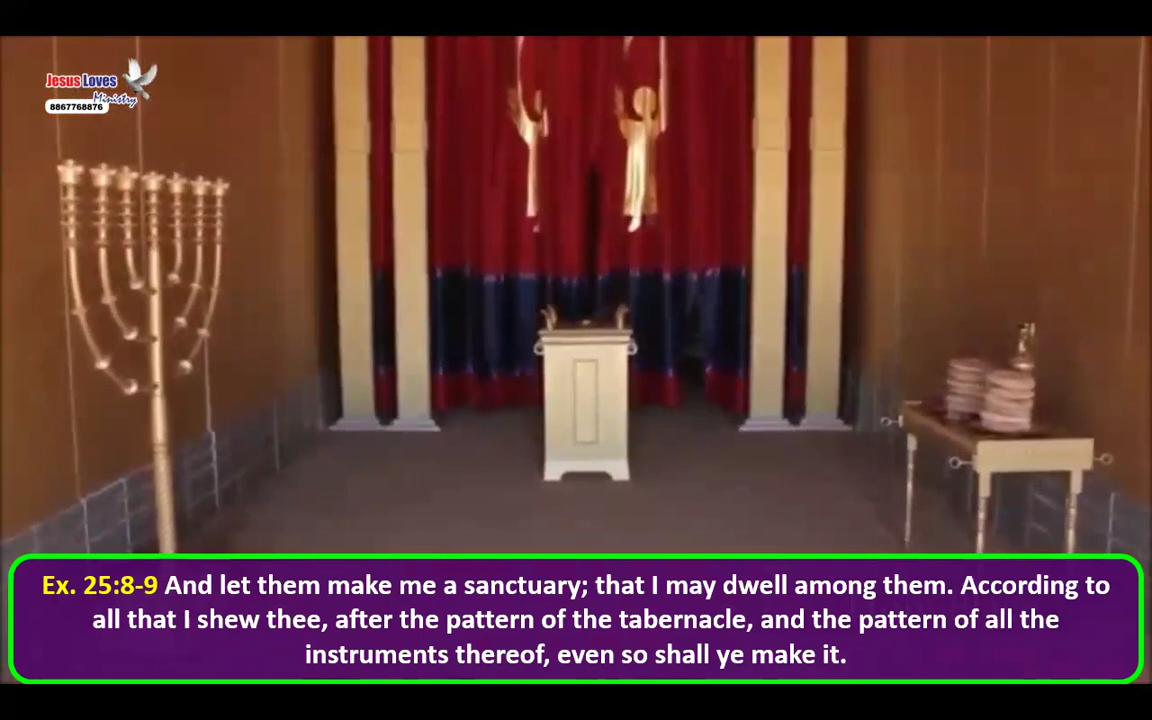 Jesus Loves
Ministry
8867768876
Ex. 25:8-9 And let them make me a sanctuary; that I may dwell among them. According to
all that I shew thee, after the pattern of the tabernacle, and the pattern of all the
instruments thereof, even so shall ye make it.